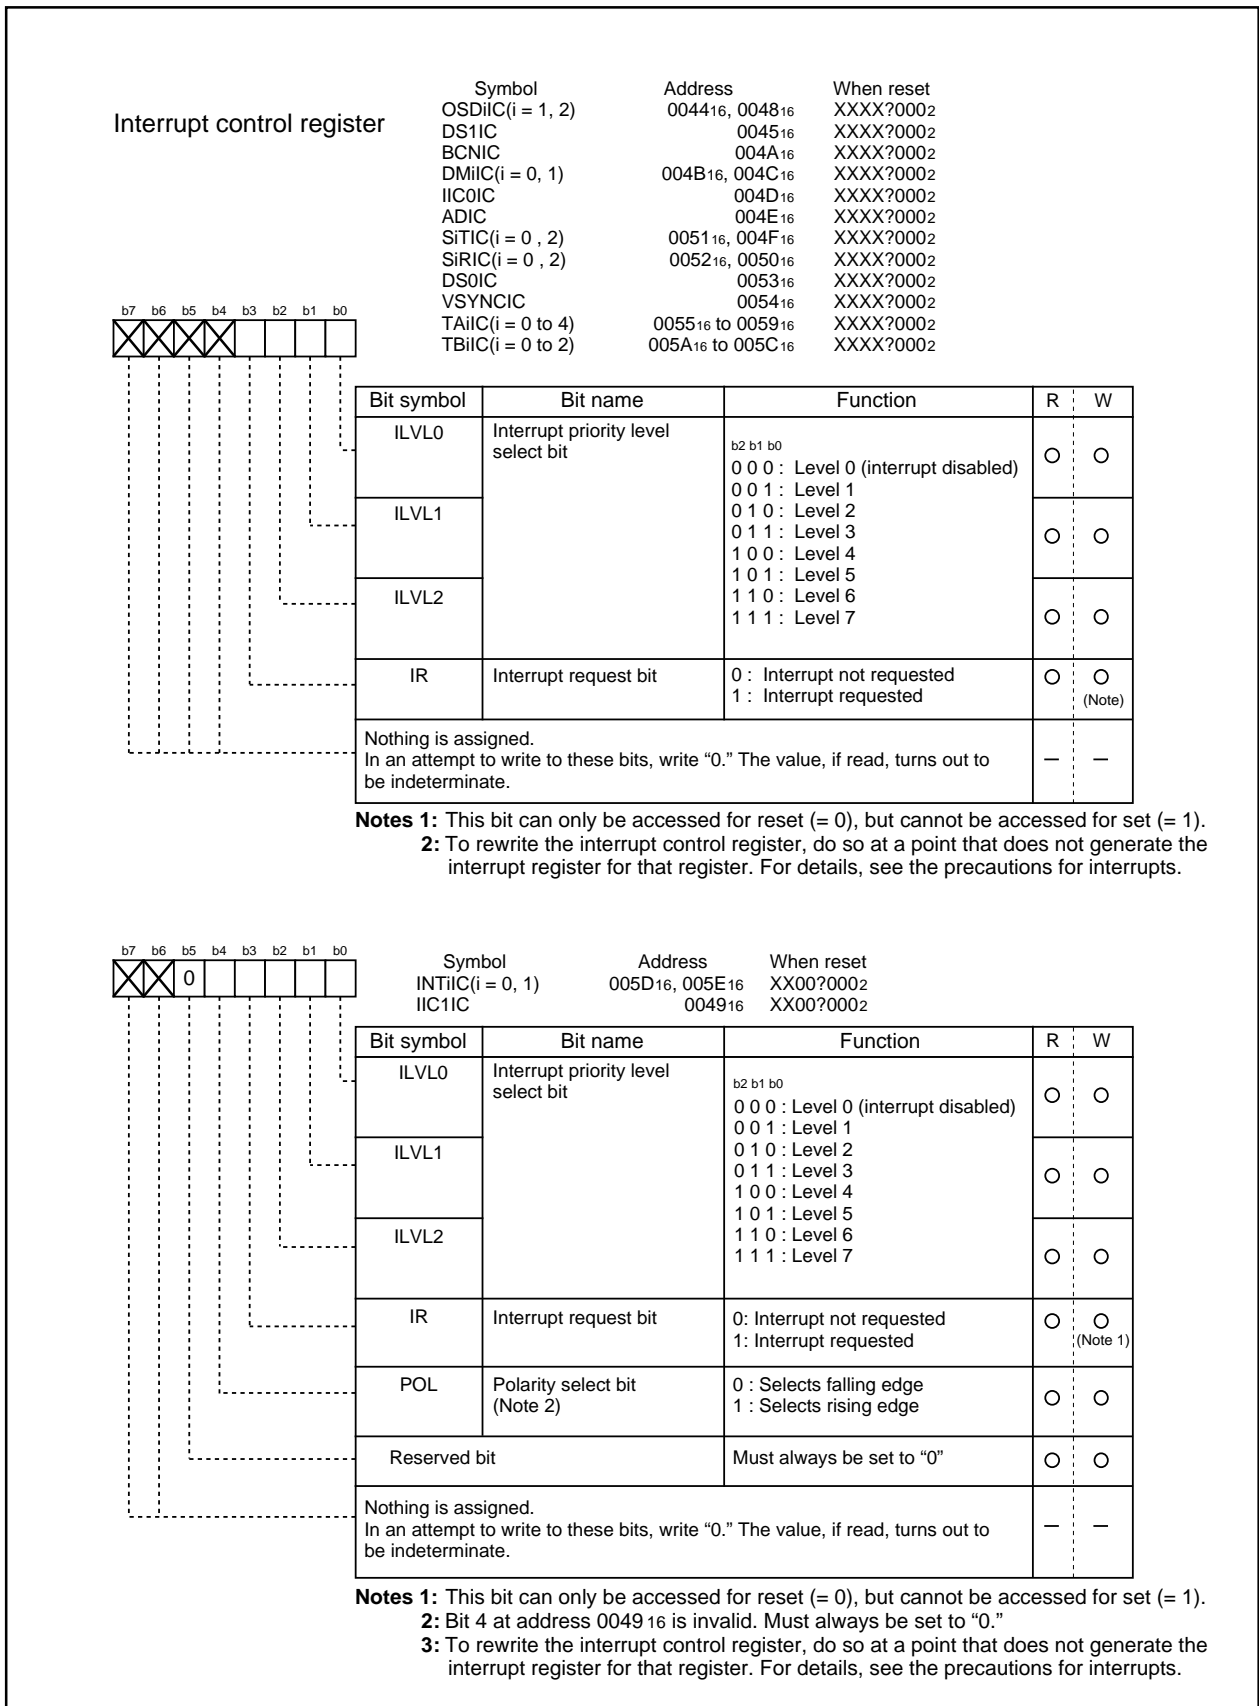 Interrupt control register
Symbol Address When reset
OSDiIC(i = 1, 2) 004416, 004816 XXXX?0002
DS1IC 004516 XXXX?0002
BCNIC 004A16 XXXX?0002
DMiIC(i = 0, 1) 004B16, 004C16 XXXX?0002
IIC0IC 004D16 XXXX?0002
ADIC 004E16 XXXX?0002
SiTIC(i = 0 , 2) 005116, 004F16 XXXX?0002
SiRIC(i = 0 , 2) 005216, 005016 XXXX?0002
DS0IC 005316 XXXX?0002
VSYNCIC 005416 XXXX?0002
TAiIC(i = 0 to 4) 005516 to 005916 XXXX?0002
TBiIC(i = 0 to 2) 005A16 to 005C16 XXXX?0002
b7 b6 b5 b4 b3 b2 b1 b0
Bit symbol Bit name Function R W
ILVL0 Interrupt priority level
select bit
b2 b1 b0
0 0 0 : Level 0 (interrupt disabled)
0 0 1 : Level 1
ILVL1 0 1 0 : Level 2
0 1 1 : Level 3
1 0 0 : Level 4
1 0 1 : Level 5
ILVL2 1 1 0 : Level 6
1 1 1 : Level 7
IR Interrupt request bit 0 : Interrupt not requested
1 : Interrupt requested
(Note)
Nothing is assigned.
In an attempt to write to these bits, write “0.” The value, if read, turns out to
be indeterminate.
Notes 1: This bit can only be accessed for reset (= 0), but cannot be accessed for set (= 1).
2: To rewrite the interrupt control register, do so at a point that does not generate the
interrupt register for that register. For details, see the precautions for interrupts.
b7 b6 b5 b4 b3 b2 b1 b0
0
Symbol Address When reset
INTiIC(i = 0, 1) 005D16, 005E16 XX00?0002
IIC1IC 004916 XX00?0002
Bit symbol Bit name Function R W
ILVL0 Interrupt priority level
select bit
b2 b1 b0
0 0 0 : Level 0 (interrupt disabled)
0 0 1 : Level 1
ILVL1 0 1 0 : Level 2
0 1 1 : Level 3
1 0 0 : Level 4
1 0 1 : Level 5
ILVL2 1 1 0 : Level 6
1 1 1 : Level 7
IR Interrupt request bit 0: Interrupt not requested
1: Interrupt requested
(Note 1)
POL Polarity select bit 0 : Selects falling edge
(Note 2) 1 : Selects rising edge
Reserved bit Must always be set to “0”
Nothing is assigned.
In an attempt to write to these bits, write “0.” The value, if read, turns out to
be indeterminate.
Notes 1: This bit can only be accessed for reset (= 0), but cannot be accessed for set (= 1).
2: Bit 4 at address 004916 is invalid. Must always be set to “0.”
3: To rewrite the interrupt control register, do so at a point that does not generate the
interrupt register for that register. For details, see the precautions for interrupts.